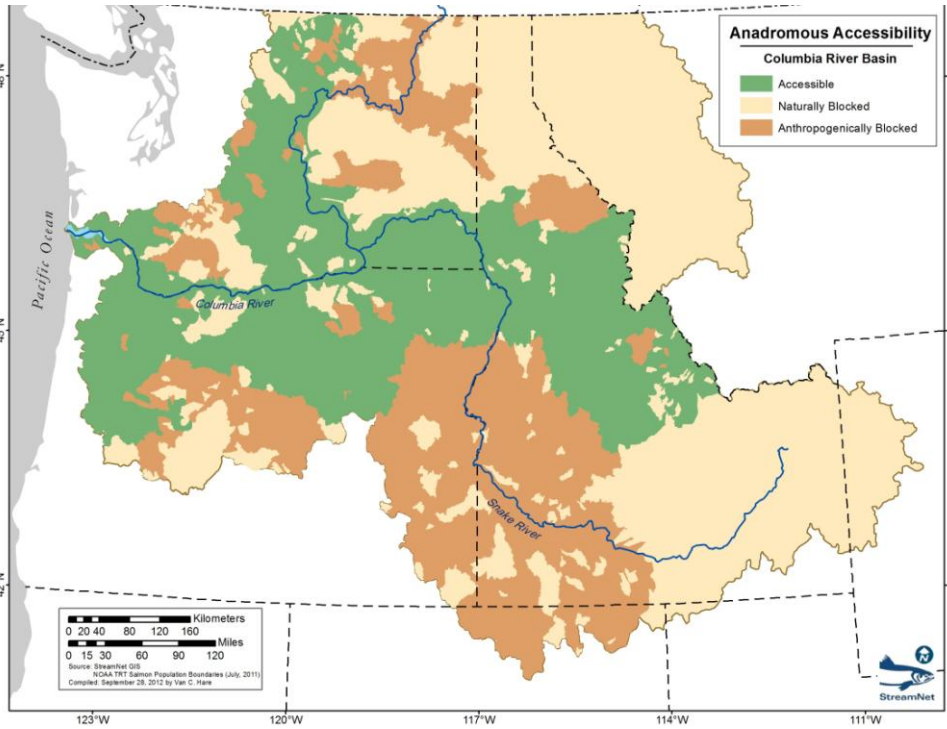 Anadromous Accessibility
Columbia River Basin
Accessible
Naturally Blocked
Anthropogenically Blocked
Pacific Ocean
Columbia River
Snake River
42 N
Kilometers
0 20 40 80 120 160
Miles
0 15 30 60 90 120
Source: StreamNet GIS
NOAA TRT Salmon Population Boundaries (July, 2011)
Compiled: September 28, 2012 by Van C. Hare
N
StreamNet
123°W 120°W 117°W 114°W 111°W